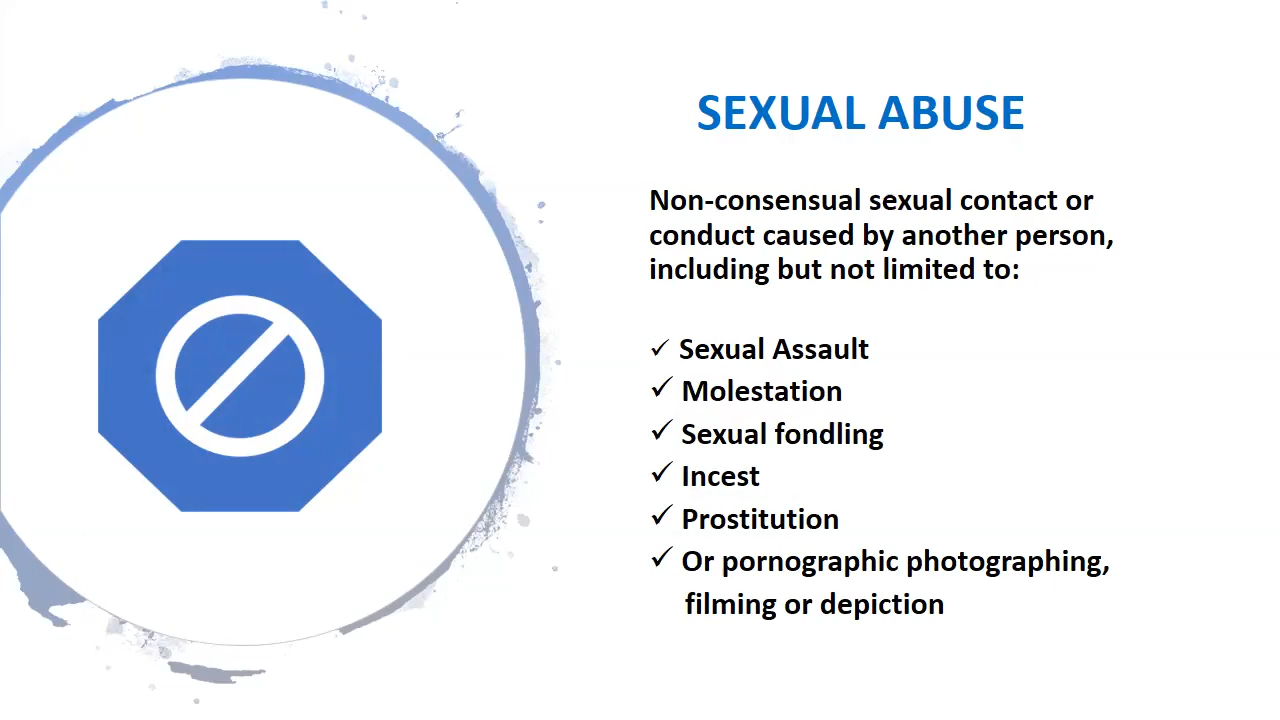 SEXUAL ABUSE
Non-consensual sexual contact or
conduct caused by another person,
including but not limited to:
✓ Sexual Assault
✓ Molestation
✓ Sexual fondling
✓ Incest
✓ Prostitution
✓ Or pornographic photographing,
filming or depiction